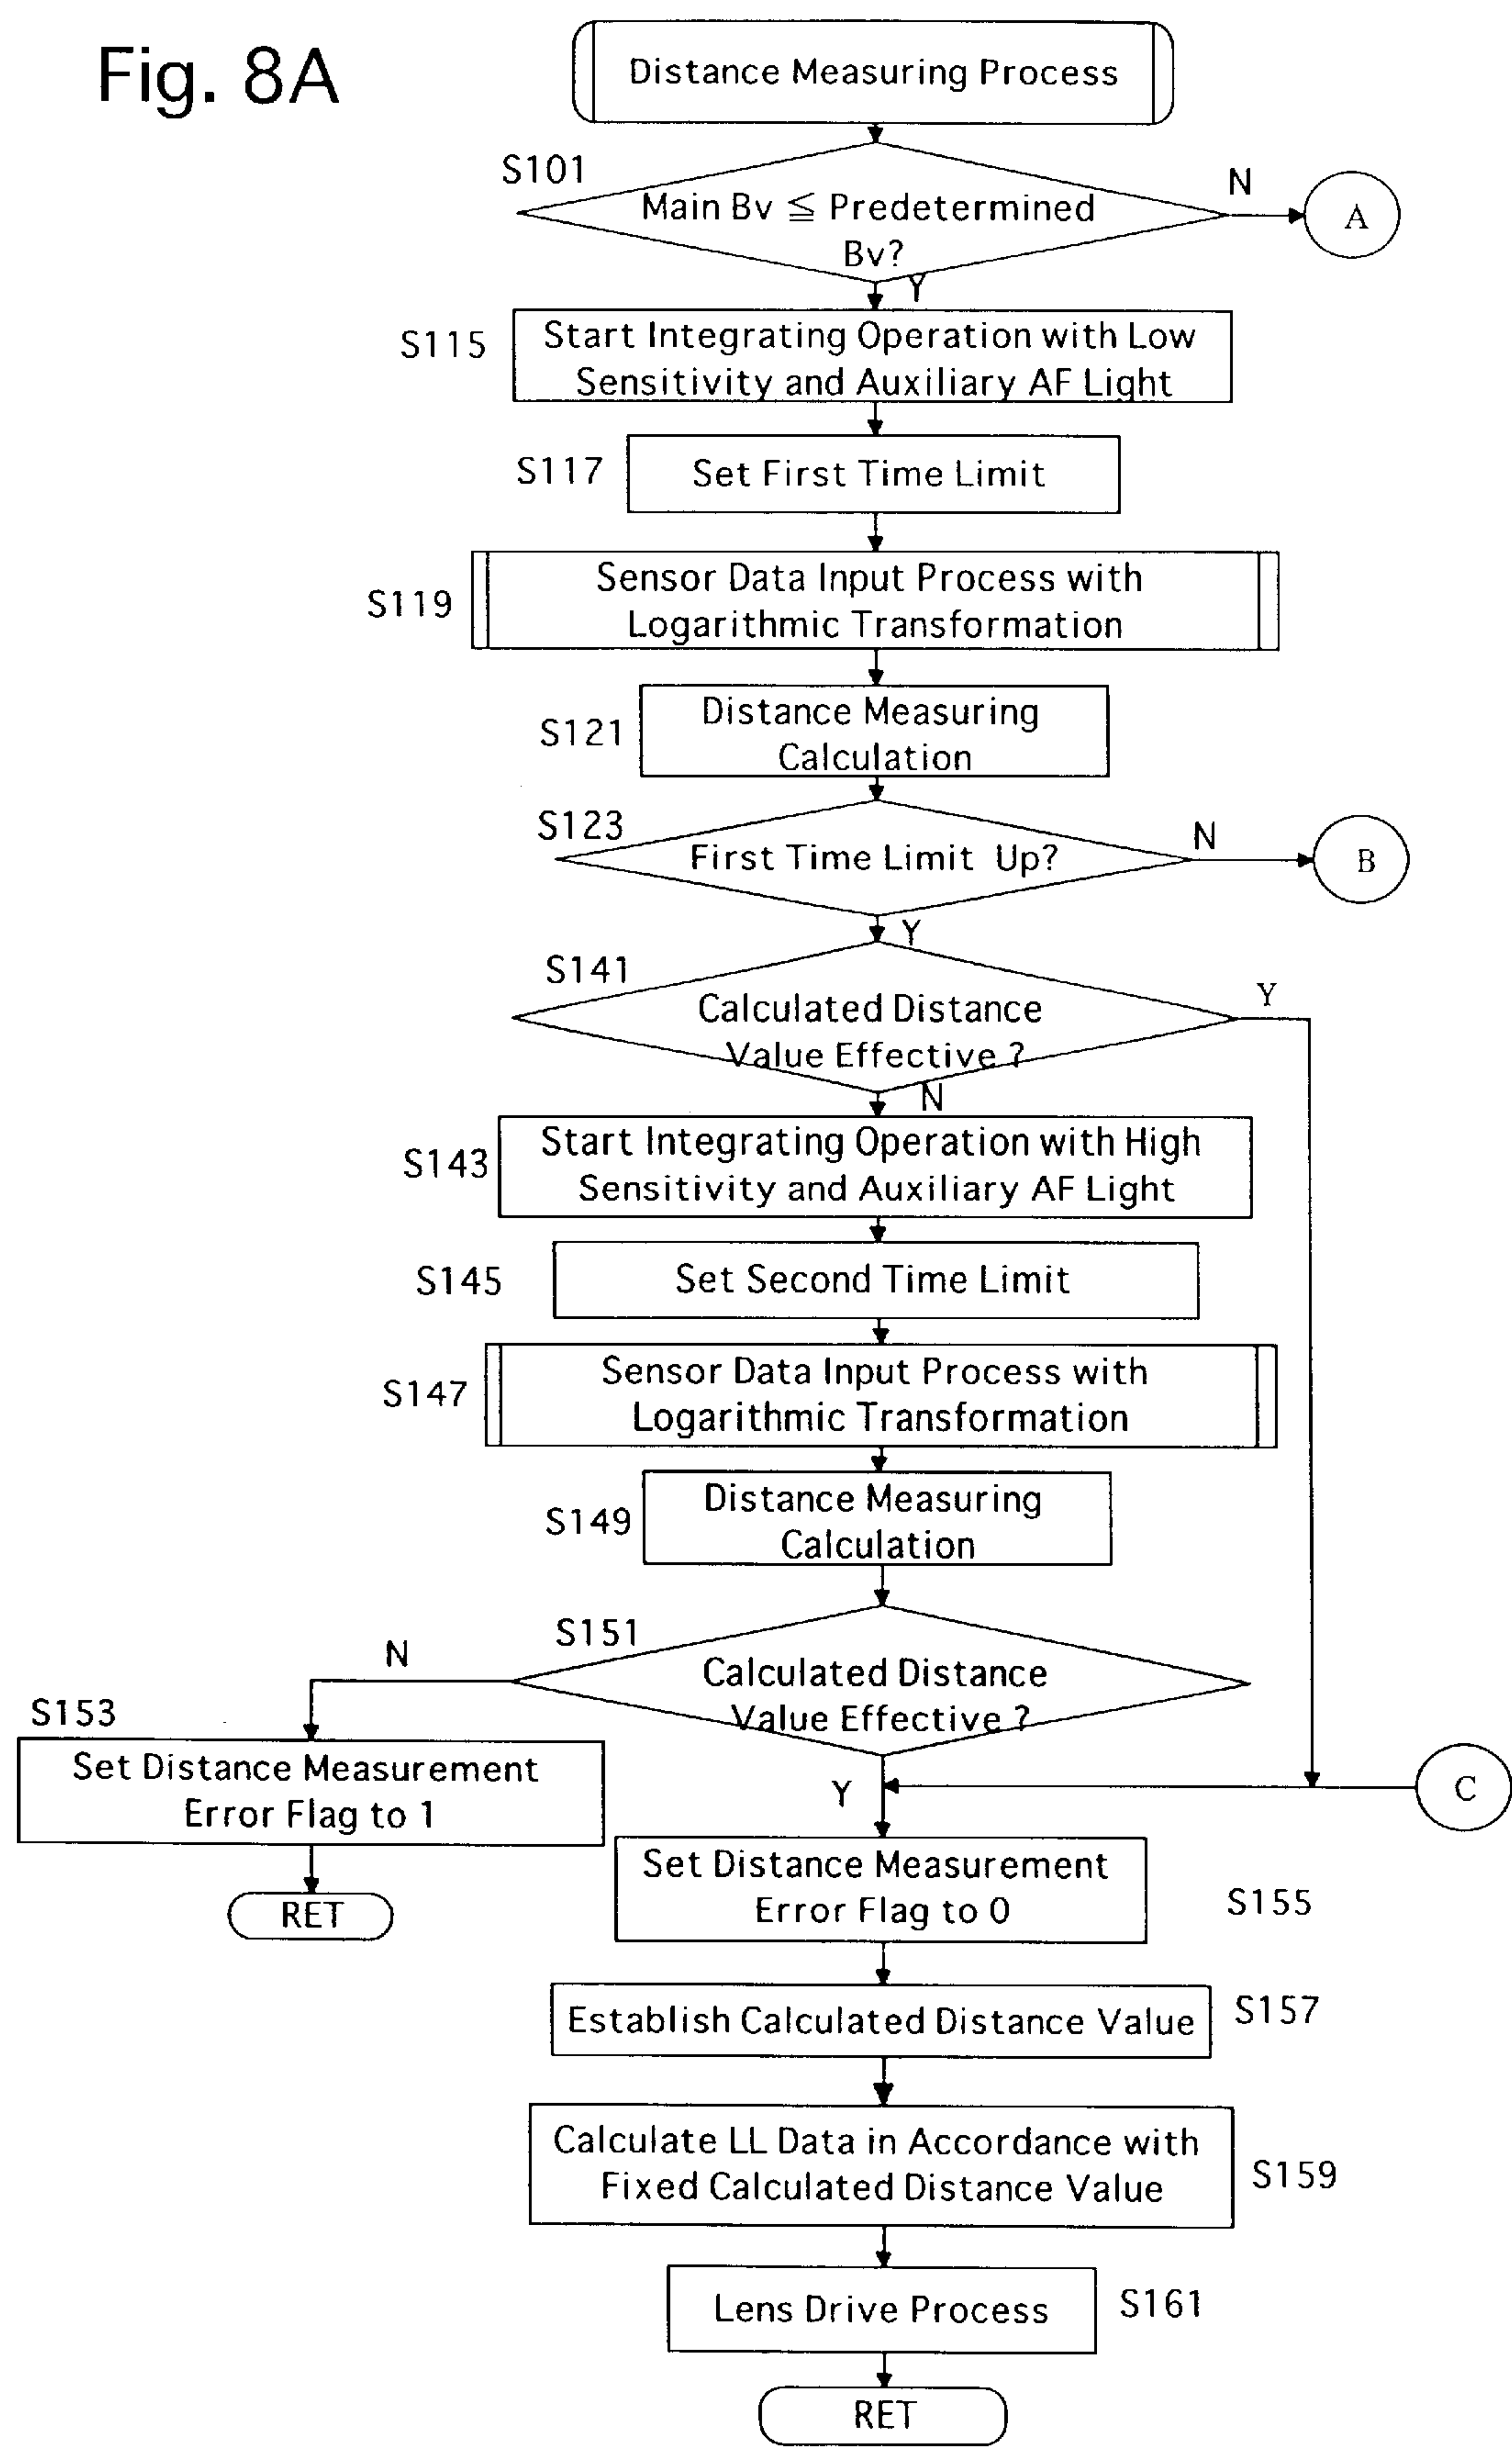 Fig. 8A
Distance Measuring Process
S101
Main Bv ≦ Predetermined
Bv?
N
A
Y
S115
Start Integrating Operation with Low
Sensitivity and Auxiliary AF Light
S117
Set First Time Limit
S119
Sensor Data Input Process with
Logarithmic Transformation
S121
Distance Measuring
Calculation
S123
First Time Limit Up?
N
B
Y
S141
Calculated Distance
Value Effective ?
Y
N
S143
Start Integrating Operation with High
Sensitivity and Auxiliary AF Light
S145
Set Second Time Limit
S147
Sensor Data Input Process with
Logarithmic Transformation
S149
Distance Measuring
Calculation
S151
Calculated Distance
Value Effective ?
N
S153
Set Distance Measurement
Error Flag to 1
RET
Y
C
Set Distance Measurement
Error Flag to 0
S155
Establish Calculated Distance Value
S157
Calculate LL Data in Accordance with
Fixed Calculated Distance Value
S159
Lens Drive Process
S161
RET